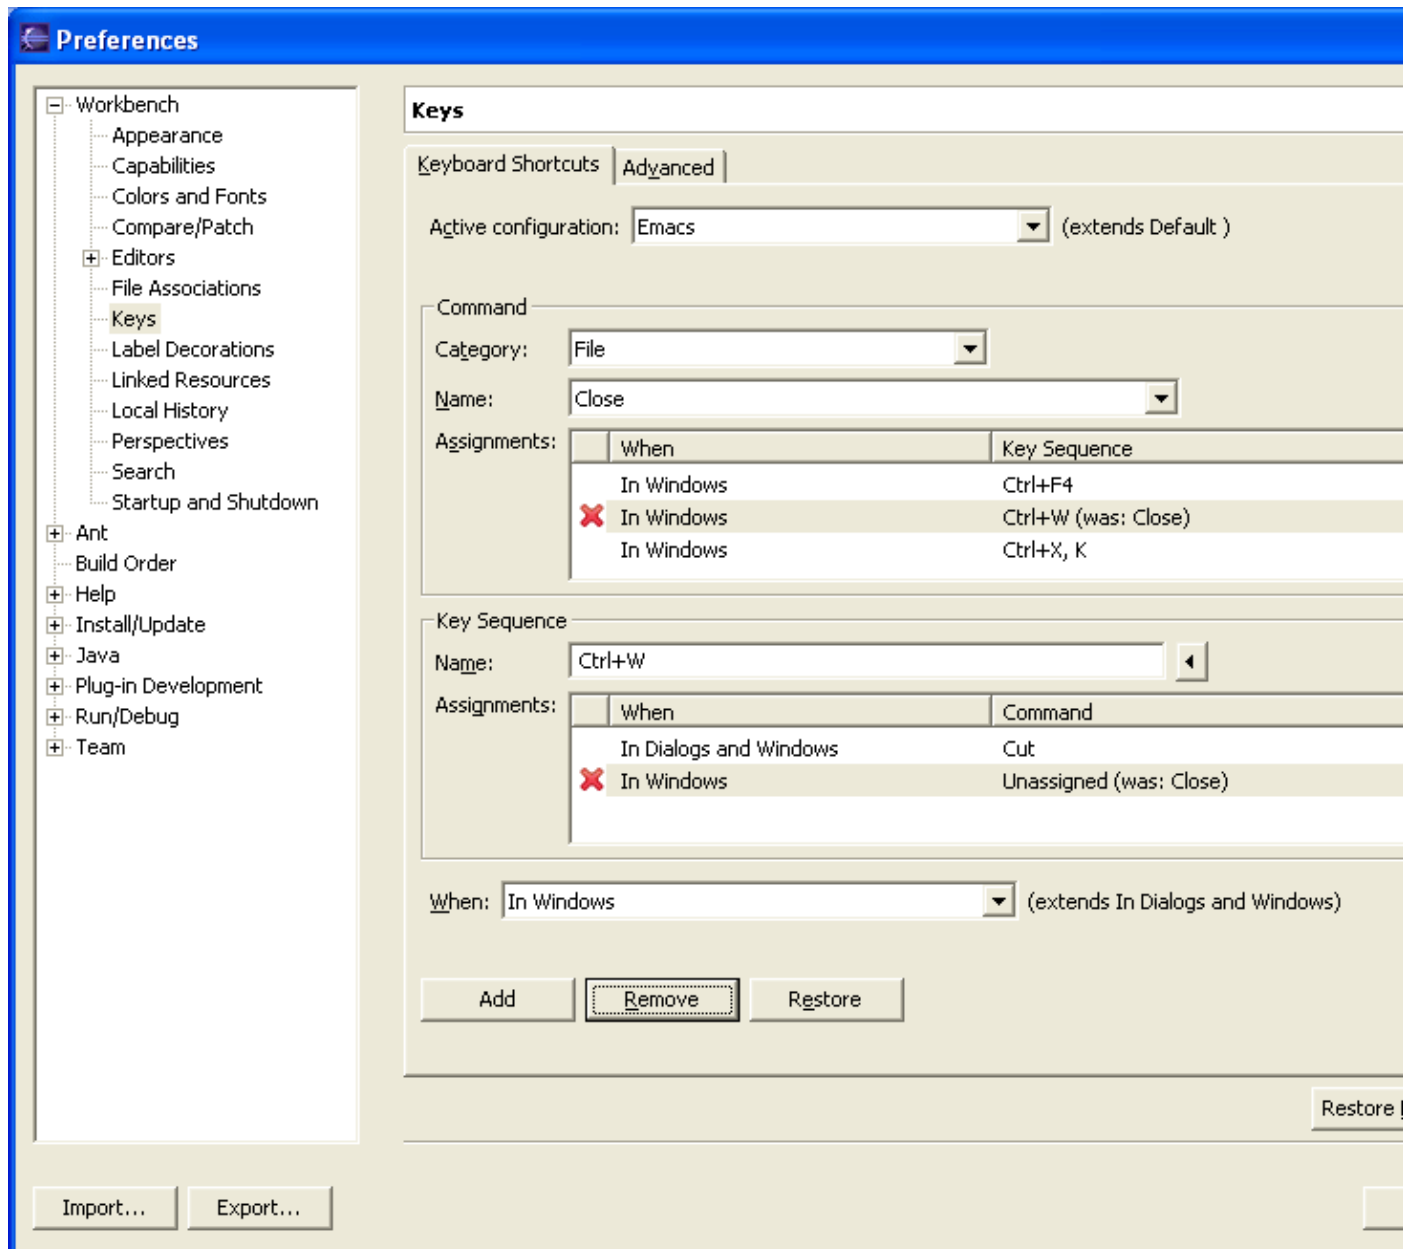 Preferences
Workbench
Appearance
Capabilities
Colors and Fonts
Compare/Patch
Editors
File Associations
Keys
Label Decorations
Linked Resources
Local History
Perspectives
Search
Startup and Shutdown
Ant
Build Order
Help
Install/Update
Java
Plug-in Development
Run/Debug
Team
Keys
Keyboard Shortcuts Advanced
Active configuration: Emacs (extends Default )
Command
Category: File
Name: Close
Assignments: When Key Sequence
In Windows Ctrl+F4
In Windows Ctrl+W (was: Close)
In Windows Ctrl+X, K
Key Sequence
Name: Ctrl+W
Assignments: When Command
In Dialogs and Windows Cut
In Windows Unassigned (was: Close)
When: In Windows (extends In Dialogs and Windows)
Add Remove Restore
Restore
Import... Export...